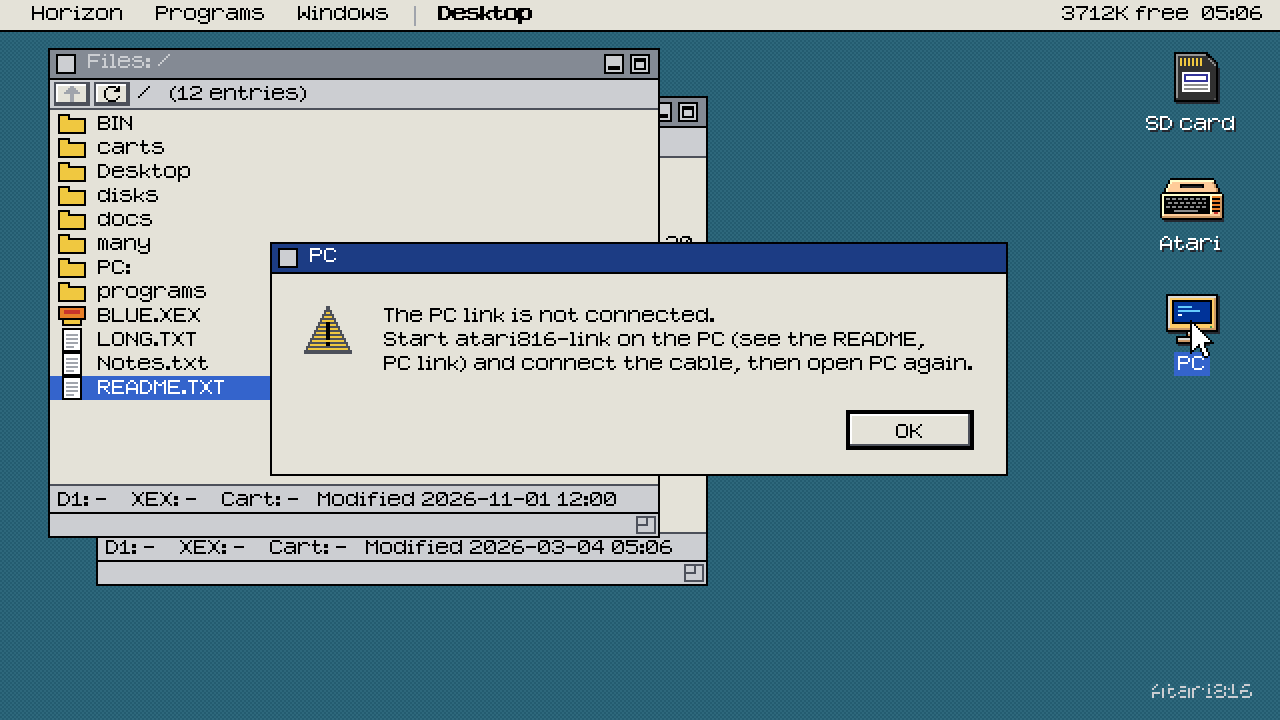 Horizon Programs Windows | Desktop 3712K free 05:06
Files: /
/ (12 entries)
BIN
carts
Desktop
disks
docs
many
PC:
programs
BLUE.XEX
LONG.TXT
Notes.txt
README.TXT
D1: - XEX: - Cart: - Modified 2026-11-01 12:00
D1: - XEX: - Cart: - Modified 2026-03-04 05:06
PC
The PC link is not connected.
Start atari816-link on the PC (see the README,
PC link) and connect the cable, then open PC again.
OK
SD card
Atari
PC
Atari816